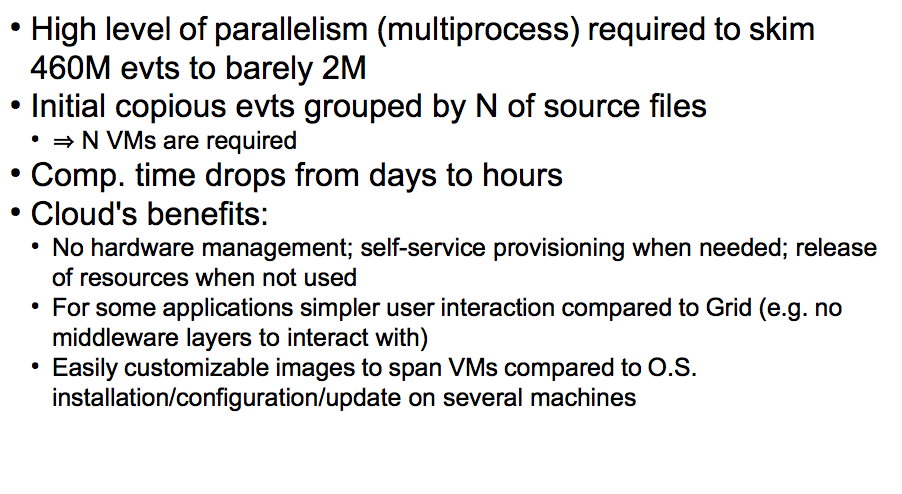 • High level of parallelism (multiprocess) required to skim
460M evts to barely 2M
• Initial copious evts grouped by N of source files
• ⇒ N VMs are required
• Comp. time drops from days to hours
• Cloud's benefits:
• No hardware management; self-service provisioning when needed; release
of resources when not used
• For some applications simpler user interaction compared to Grid (e.g. no
middleware layers to interact with)
• Easily customizable images to span VMs compared to O.S.
installation/configuration/update on several machines